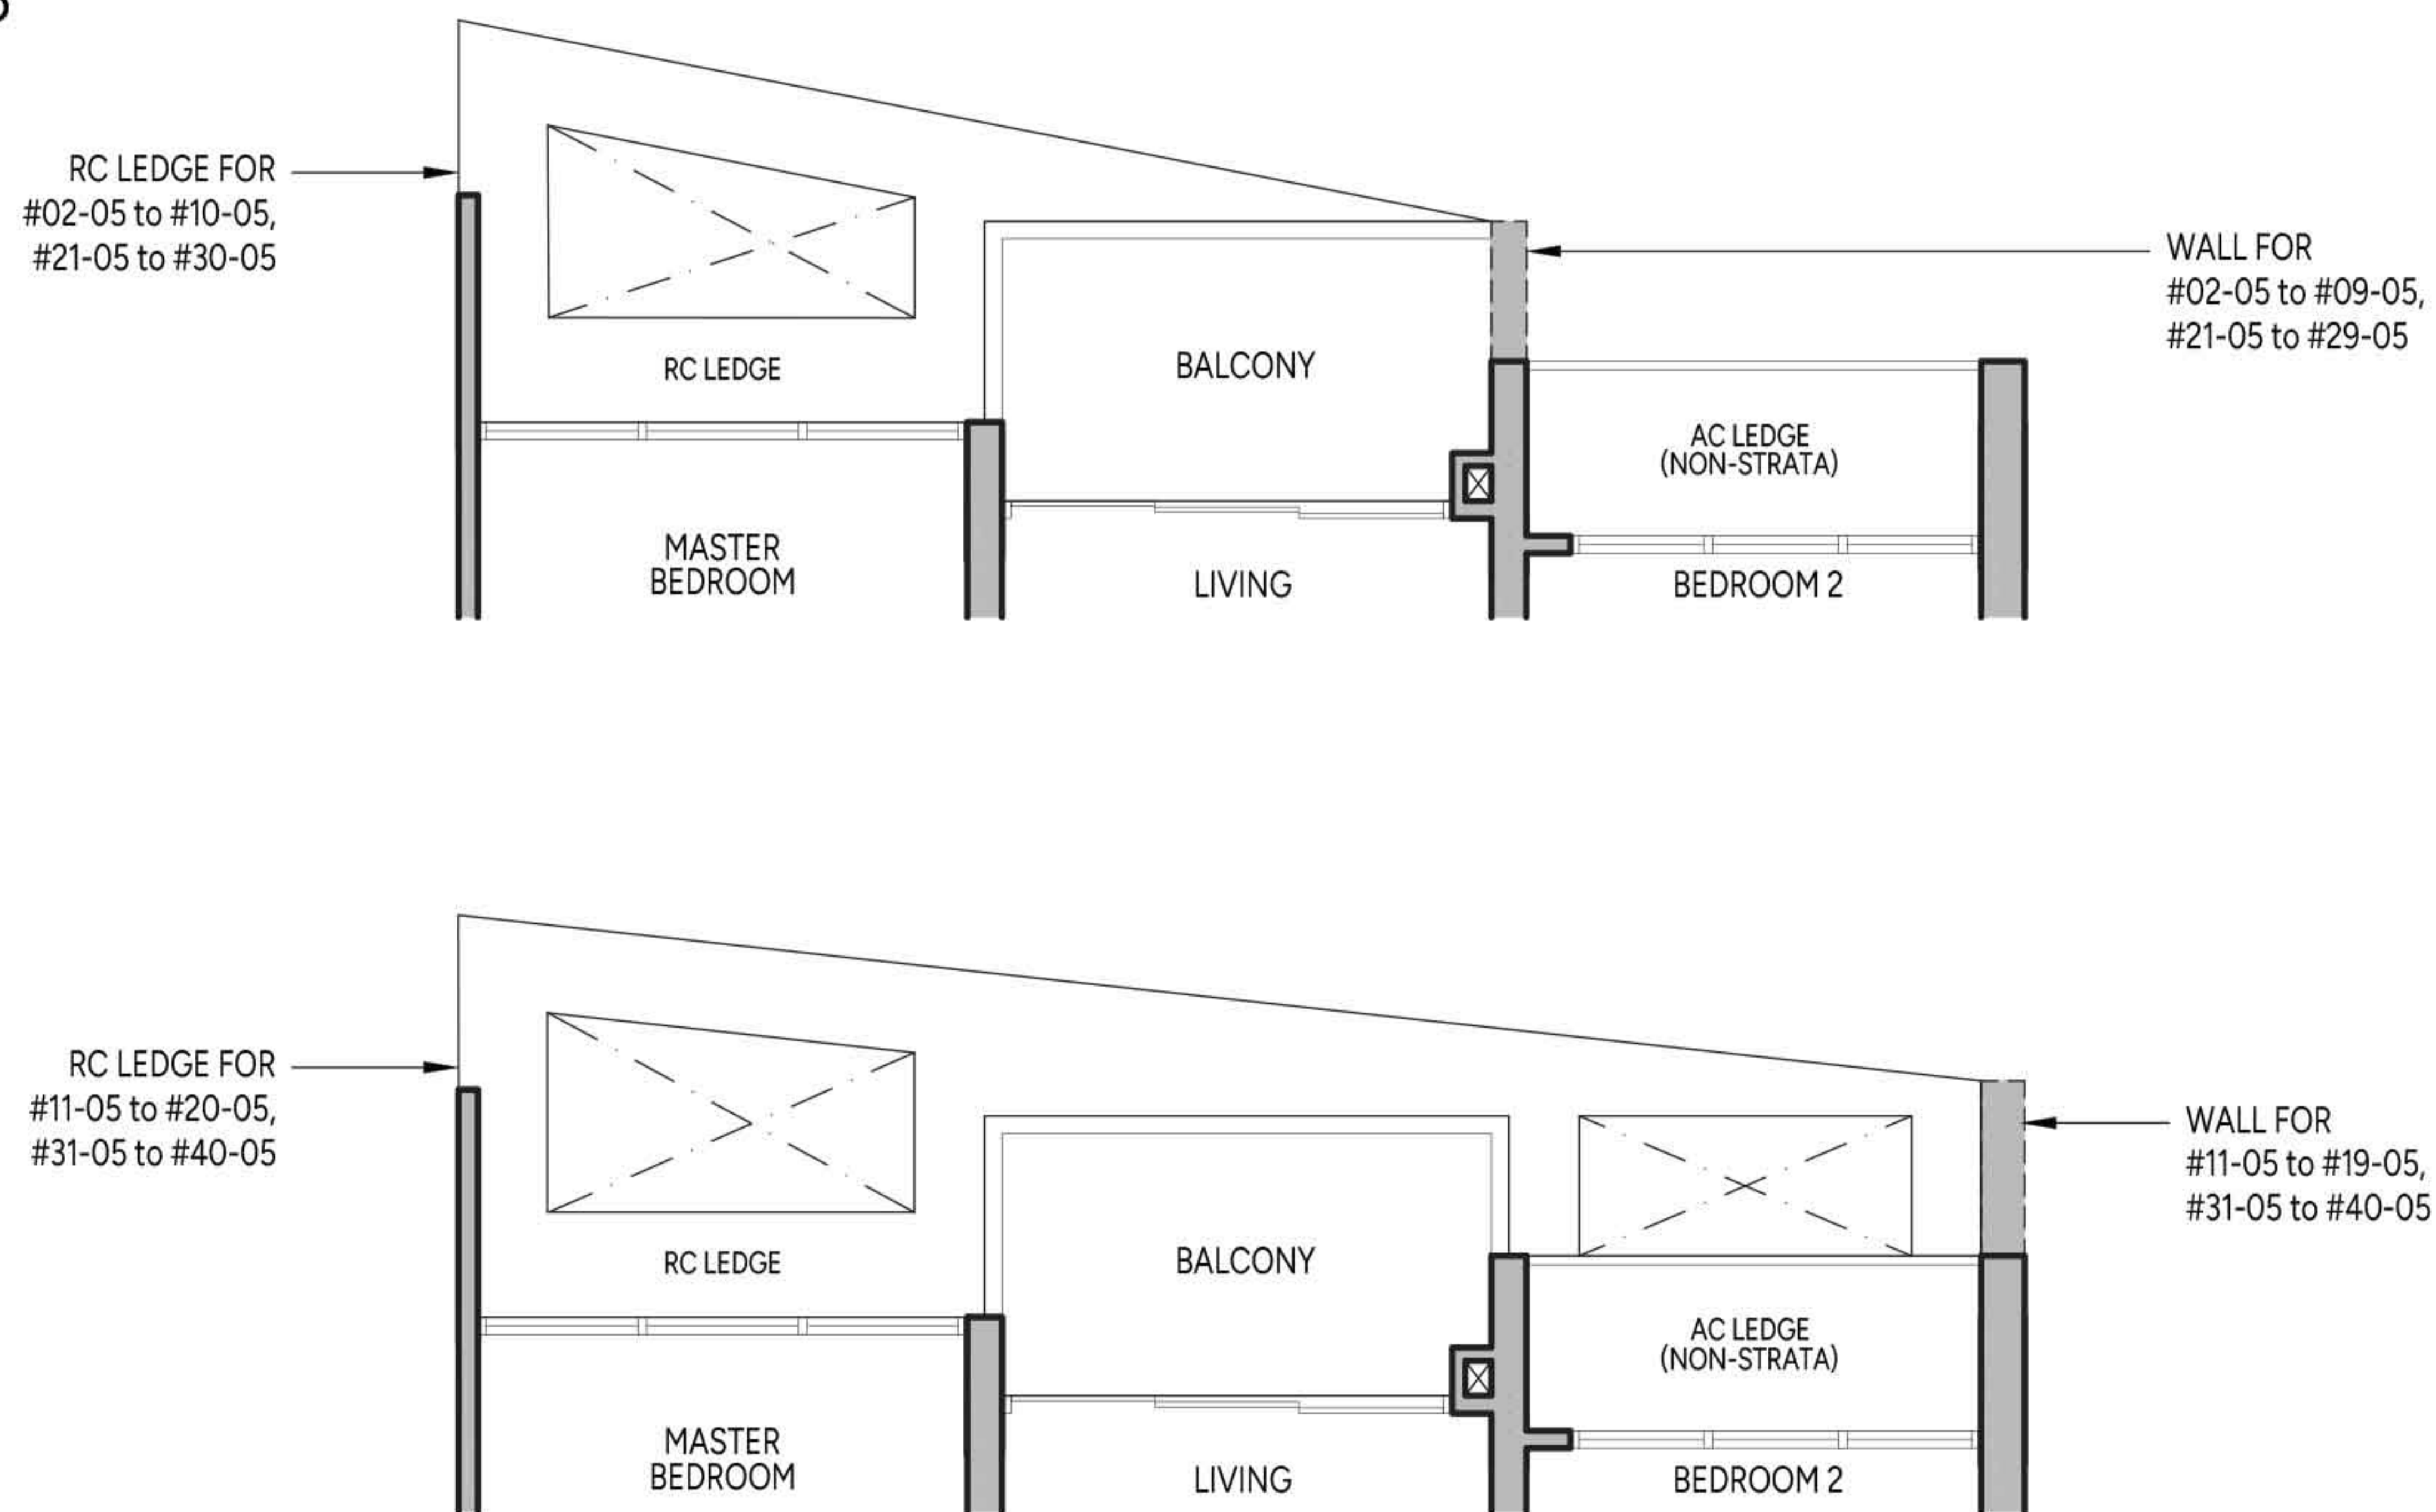 RC LEDGE FOR
#02-05 to #10-05,
#21-05 to #30-05
WALL FOR
#02-05 to #09-05,
#21-05 to #29-05
RC LEDGE
BALCONY
AC LEDGE
(NON-STRATA)
MASTER
BEDROOM
LIVING
BEDROOM 2
RC LEDGE FOR
#11-05 to #20-05,
#31-05 to #40-05
WALL FOR
#11-05 to #19-05,
#31-05 to #40-05
RC LEDGE
BALCONY
AC LEDGE
(NON-STRATA)
MASTER
BEDROOM
LIVING
BEDROOM 2